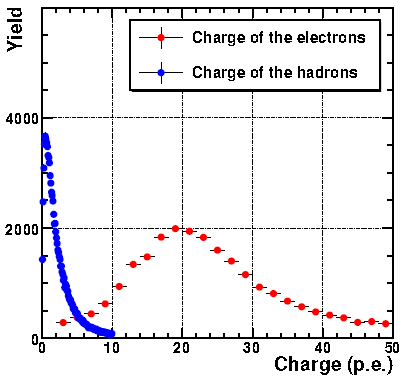 Yield
Charge of the electrons
Charge of the hadrons
4000
2000
0
0 10 20 30 40 50
Charge (p.e.)